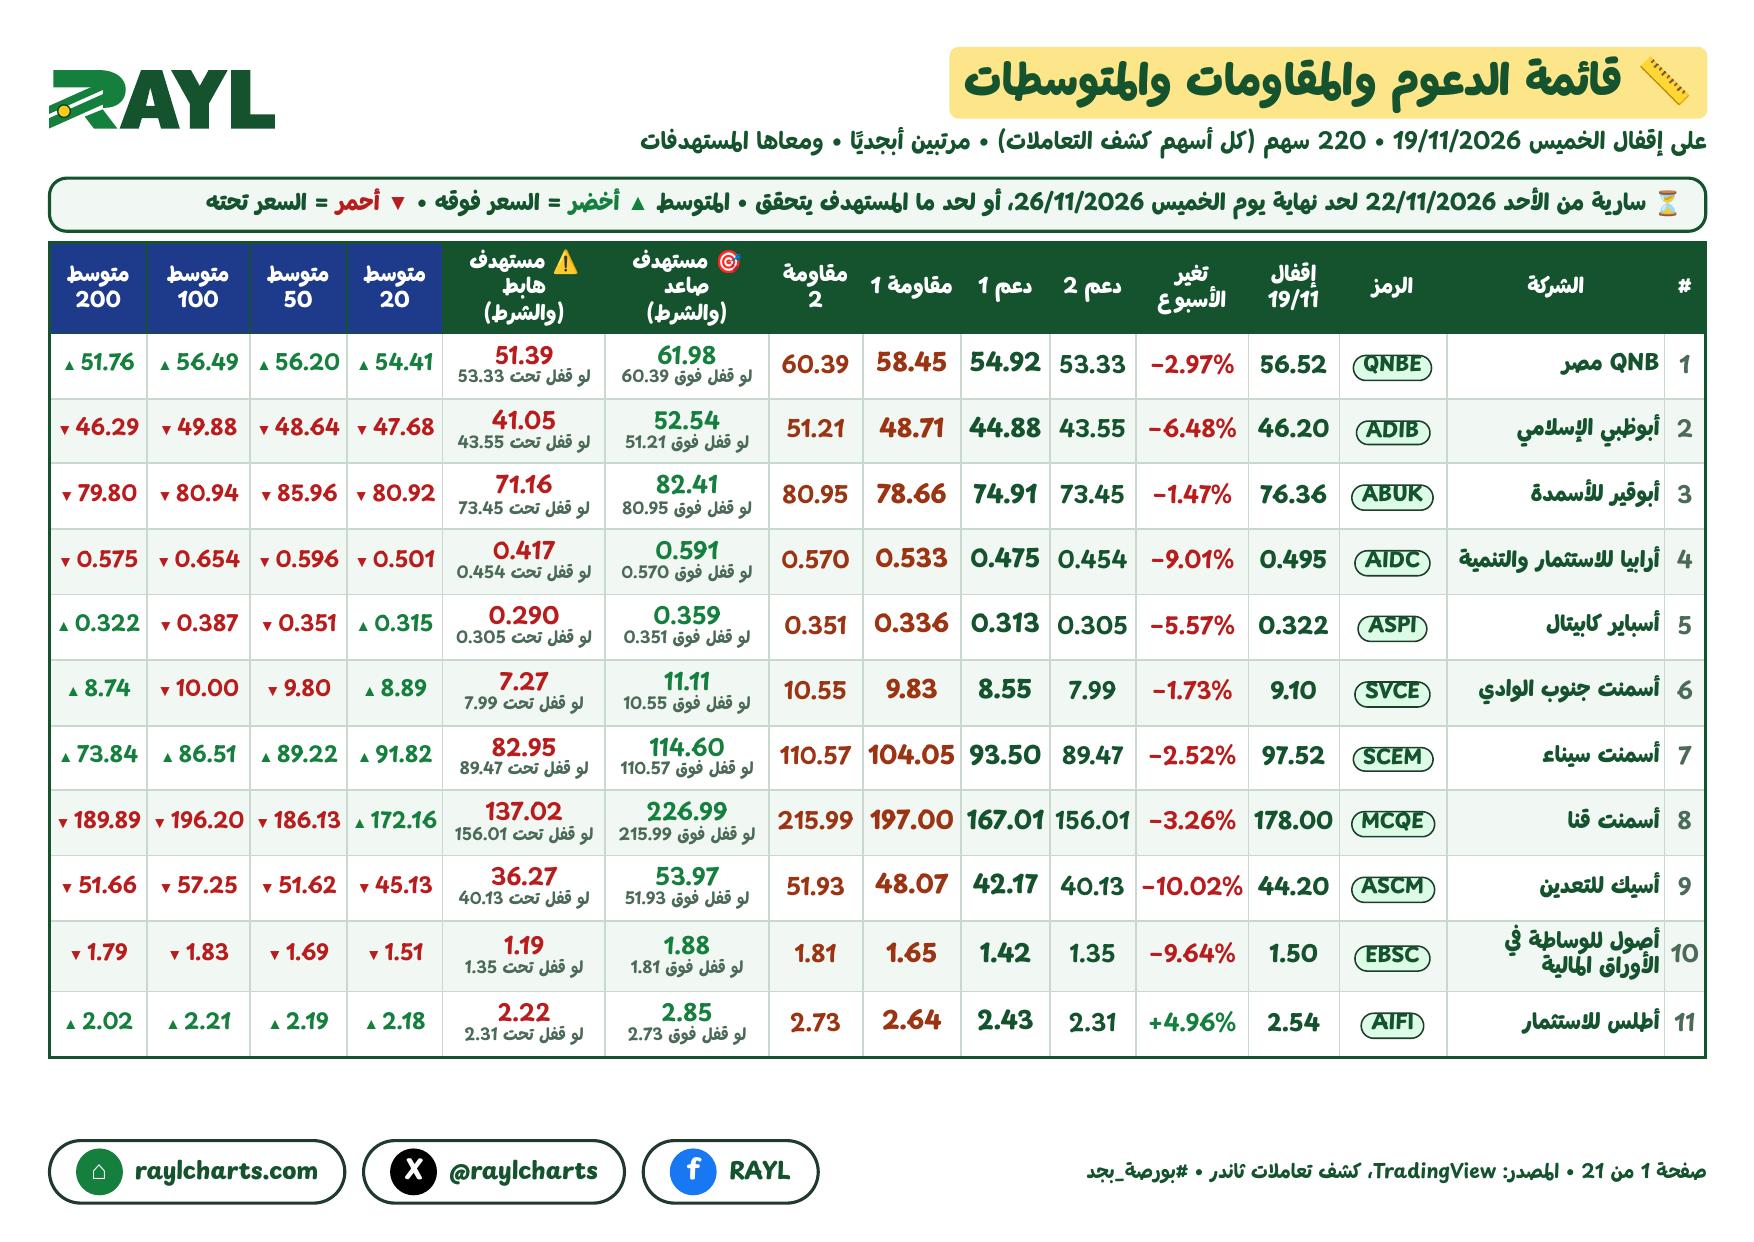 RAYL
📏 قائمة الدعوم والمقاومات والمتوسطات
على إقفال الخميس 19/11/2026 • 220 سهم (كل أسهم كشف التعاملات) • مرتبين أبجديًا • ومعاها المستهدفات
⏳ سارية من الأحد 22/11/2026 لحد نهاية يوم الخميس 26/11/2026، أو لحد ما المستهدف يتحقق • المتوسط ▲ أخضر = السعر فوقه • ▼ أحمر = السعر تحته
# الشركة الرمز إقفال 19/11 تغير الأسبوع دعم 2 دعم 1 مقاومة 1 مقاومة 2 🎯 مستهدف صاعد (والشرط) ⚠️ مستهدف هابط (والشرط) متوسط 20 متوسط 50 متوسط 100 متوسط 200
1 QNB مصر QNBE 56.52 −2.97% 53.33 54.92 58.45 60.39 61.98 لو قفل فوق 60.39 51.39 لو قفل تحت 53.33 54.41 ▲ 56.20 ▲ 56.49 ▲ 51.76 ▲
2 أبوظبي الإسلامي ADIB 46.20 −6.48% 43.55 44.88 48.71 51.21 52.54 لو قفل فوق 51.21 41.05 لو قفل تحت 43.55 47.68 ▼ 48.64 ▼ 49.88 ▼ 46.29 ▼
3 أبوقير للأسمدة ABUK 76.36 −1.47% 73.45 74.91 78.66 80.95 82.41 لو قفل فوق 80.95 71.16 لو قفل تحت 73.45 80.92 ▼ 85.96 ▼ 80.94 ▼ 79.80 ▼
4 أرابيا للاستثمار والتنمية AIDC 0.495 −9.01% 0.454 0.475 0.533 0.570 0.591 لو قفل فوق 0.570 0.417 لو قفل تحت 0.454 0.501 ▼ 0.596 ▼ 0.654 ▼ 0.575 ▼
5 أسباير كابيتال ASPI 0.322 −5.57% 0.305 0.313 0.336 0.351 0.359 لو قفل فوق 0.351 0.290 لو قفل تحت 0.305 0.315 ▲ 0.351 ▼ 0.387 ▼ 0.322 ▲
6 أسمنت جنوب الوادي SVCE 9.10 −1.73% 7.99 8.55 9.83 10.55 11.11 لو قفل فوق 10.55 7.27 لو قفل تحت 7.99 8.89 ▲ 9.80 ▼ 10.00 ▼ 8.74 ▲
7 أسمنت سيناء SCEM 97.52 −2.52% 89.47 93.50 104.05 110.57 114.60 لو قفل فوق 110.57 82.95 لو قفل تحت 89.47 91.82 ▲ 89.22 ▲ 86.51 ▲ 73.84 ▲
8 أسمنت قنا MCQE 178.00 −3.26% 156.01 167.01 197.00 215.99 226.99 لو قفل فوق 215.99 137.02 لو قفل تحت 156.01 172.16 ▲ 186.13 ▼ 196.20 ▼ 189.89 ▼
9 أسيك للتعدين ASCM 44.20 −10.02% 40.13 42.17 48.07 51.93 53.97 لو قفل فوق 51.93 36.27 لو قفل تحت 40.13 45.13 ▼ 51.62 ▼ 57.25 ▼ 51.66 ▼
10 أصول للوساطة في الأوراق المالية EBSC 1.50 −9.64% 1.35 1.42 1.65 1.81 1.88 لو قفل فوق 1.81 1.19 لو قفل تحت 1.35 1.51 ▼ 1.69 ▼ 1.83 ▼ 1.79 ▼
11 أطلس للاستثمار AIFI 2.54 +4.96% 2.31 2.43 2.64 2.73 2.85 لو قفل فوق 2.73 2.22 لو قفل تحت 2.31 2.18 ▲ 2.19 ▲ 2.21 ▲ 2.02 ▲
صفحة 1 من 21 • المصدر: TradingView، كشف تعاملات ثاندر • #بورصة_بجد
RAYL
@raylcharts
raylcharts.com